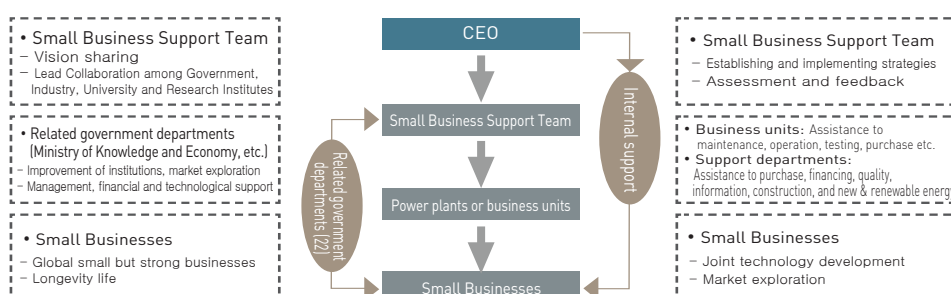 • Small Business Support Team
– Vision sharing
– Lead Collaboration among Government,
Industry, University and Research Institutes
• Related government departments
(Ministry of Knowledge and Economy, etc.)
– Improvement of institutions, market exploration
– Management, financial and technological support
• Small Businesses
– Global small but strong businesses
– Longevity life
CEO
Small Business Support Team
Power plants or business units
Small Businesses
Related government
departments (22)
Internal support
• Small Business Support Team
– Establishing and implementing strategies
– Assessment and feedback
• Business units: Assistance to
maintenance, operation, testing, purchase etc.
• Support departments:
Assistance to purchase, financing, quality,
information, construction, and new & renewable energy
• Small Businesses
– Joint technology development
– Market exploration